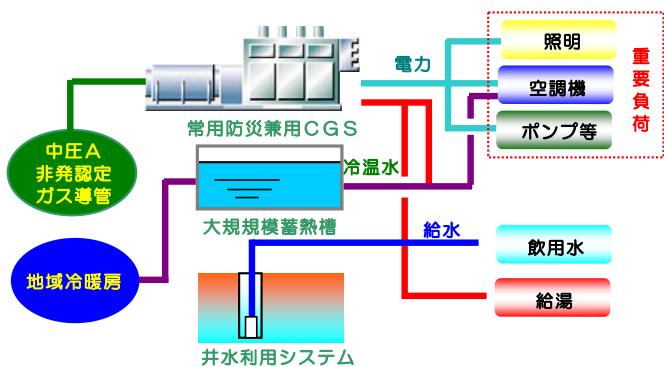 照明
電力
重要負荷
空調機
常用防災兼用ＣＧＳ
ポンプ等
中圧Ａ
非発認定
ガス導管
冷温水
大規規模蓄熱槽
給水
飲用水
地域冷暖房
給湯
井水利用システム